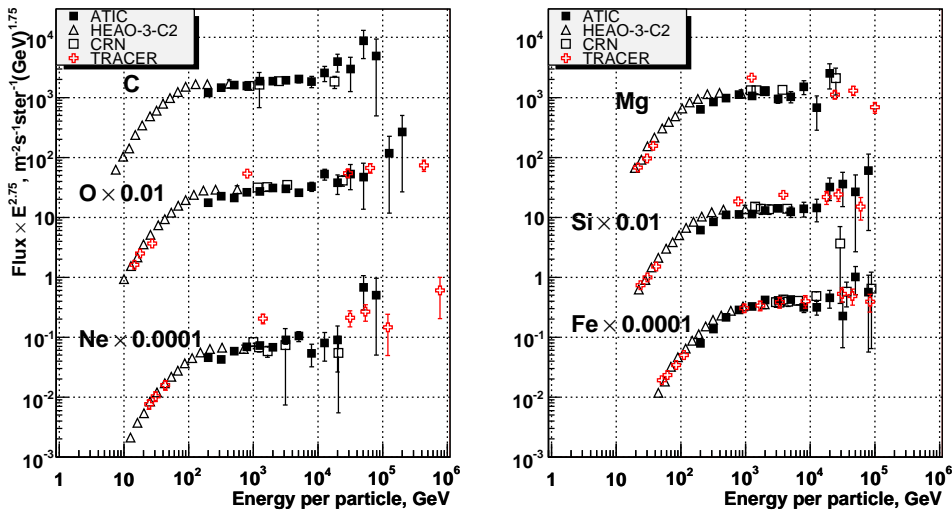 ATIC
HEAO-3-C2
CRN
TRACER
Flux × E^2.75, m^-2s^-1ster^-1(GeV)^1.75
10^4
10^3
10^2
10
1
10^-1
10^-2
10^-3
C
O × 0.01
Ne × 0.0001
1 10 10^2 10^3 10^4 10^5 10^6
Energy per particle, GeV
ATIC
HEAO-3-C2
CRN
TRACER
10^4
10^3
10^2
10
1
10^-1
10^-2
10^-3
Mg
Si × 0.01
Fe × 0.0001
1 10 10^2 10^3 10^4 10^5 10^6
Energy per particle, GeV